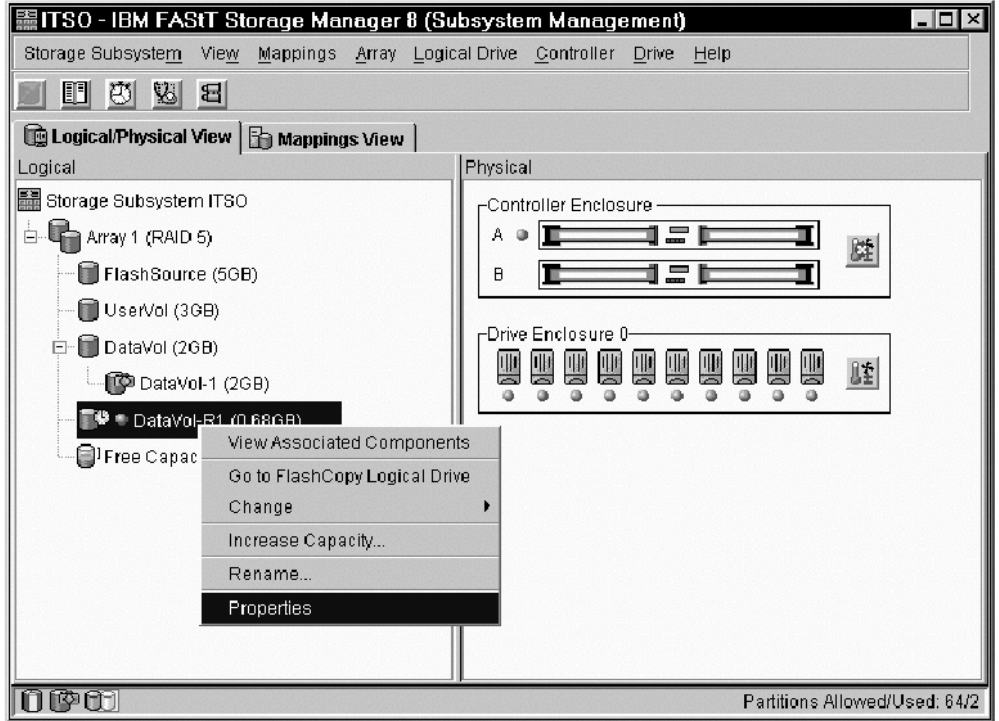 ITSO - IBM FAStT Storage Manager 8 (Subsystem Management)
Storage Subsystem View Mappings Array Logical Drive Controller Drive Help
Logical/Physical View Mappings View
Logical
Storage Subsystem ITSO
Array 1 (RAID 5)
FlashSource (5GB)
UserVol (3GB)
DataVol (2GB)
DataVol-1 (2GB)
DataVol-R1 (0.68GB)
Free Capac
View Associated Components
Go to FlashCopy Logical Drive
Change
Increase Capacity...
Rename...
Properties
Physical
Controller Enclosure
A
B
Drive Enclosure 0
Partitions Allowed/Used: 64/2